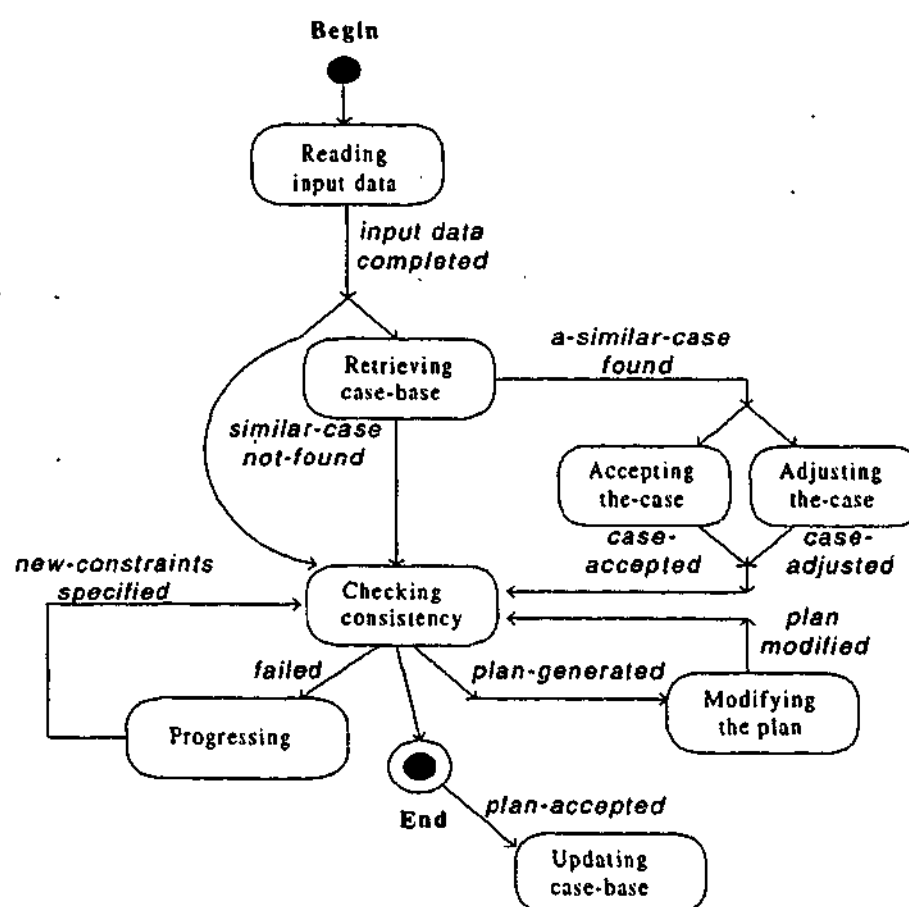 Begin
Reading
input data
input data
completed
a-similar-case
found
Retrieving
case-base
similar-case
not-found
Accepting
the-case
Adjusting
the-case
case-
accepted
case-
adjusted
new-constraints
specified
Checking
consistency
plan
modified
failed
plan-generated
Progressing
Modifying
the plan
End
plan-accepted
Updating
case-base